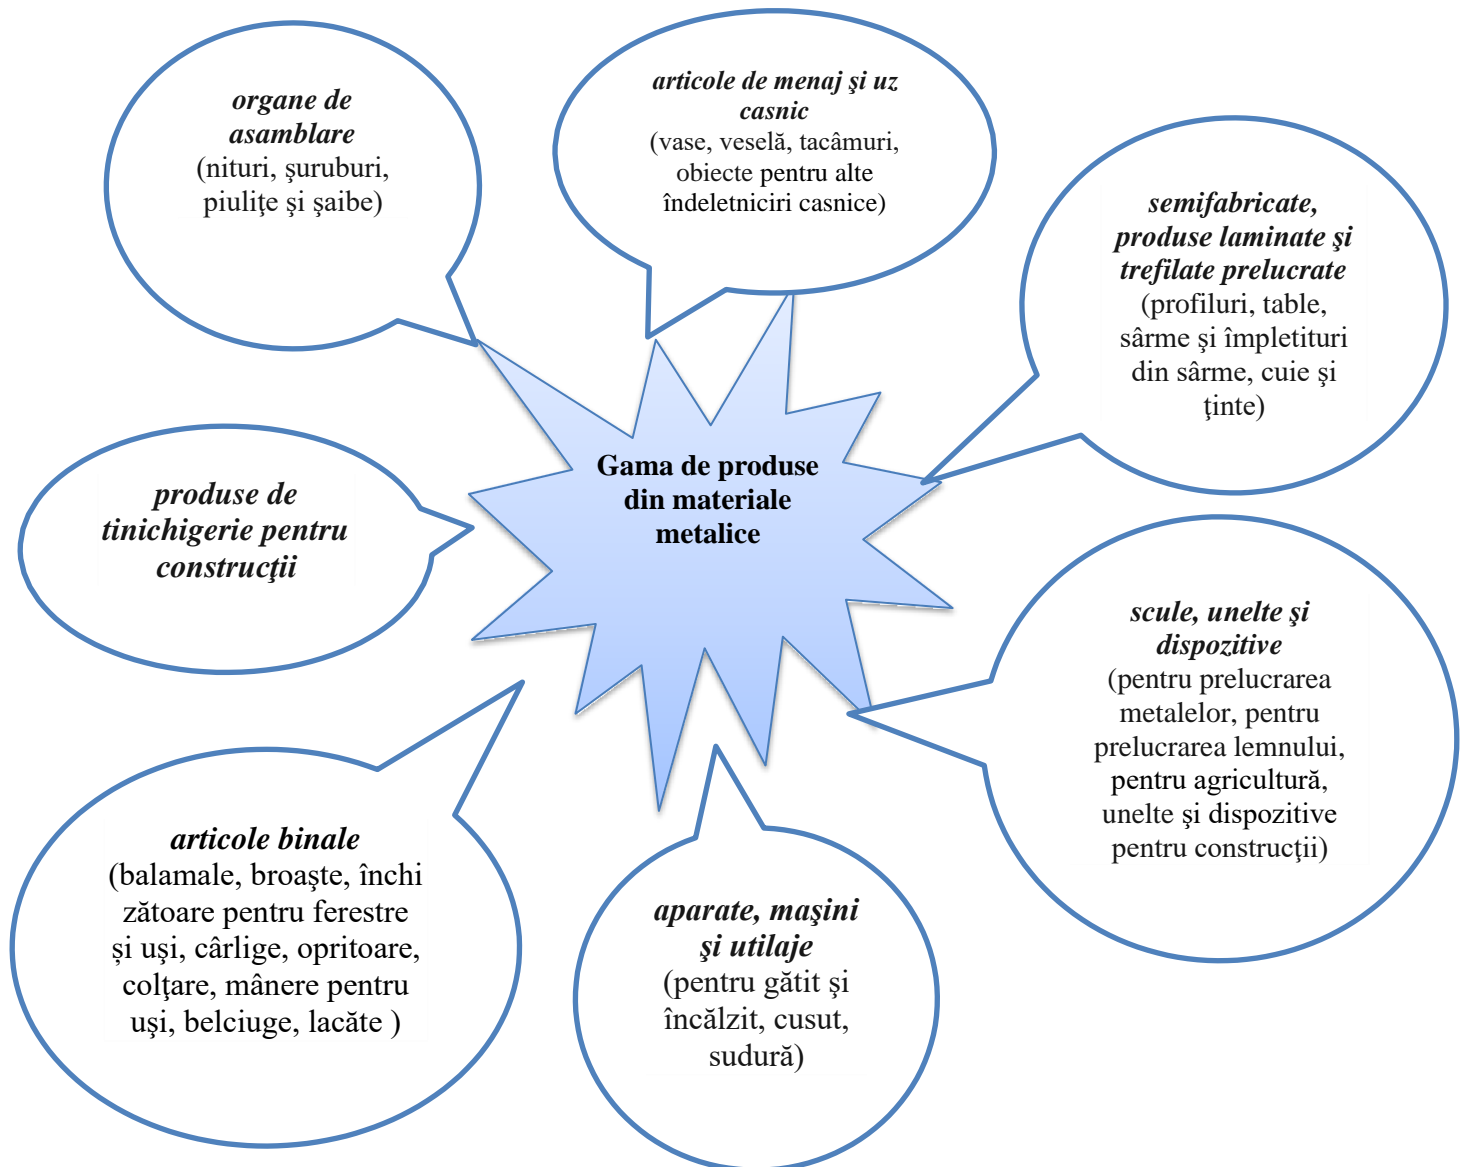 organe de
asamblare
(nituri, şuruburi,
piuliţe şi şaibe)
articole de menaj şi uz
casnic
(vase, veselă, tacâmuri,
obiecte pentru alte
îndeletniciri casnice)
semifabricate,
produse laminate şi
trefilate prelucrate
(profiluri, table,
sârme şi împletituri
din sârme, cuie şi
ţinte)
Gama de produse
din materiale
metalice
produse de
tinichigerie pentru
construcţii
scule, unelte şi
dispozitive
(pentru prelucrarea
metalelor, pentru
prelucrarea lemnului,
pentru agricultură,
unelte şi dispozitive
pentru construcţii)
articole binale
(balamale, broaşte, închi
zătoare pentru ferestre
și uşi, cârlige, opritoare,
colţare, mânere pentru
uşi, belciuge, lacăte )
aparate, maşini
şi utilaje
(pentru gătit şi
încălzit, cusut,
sudură)